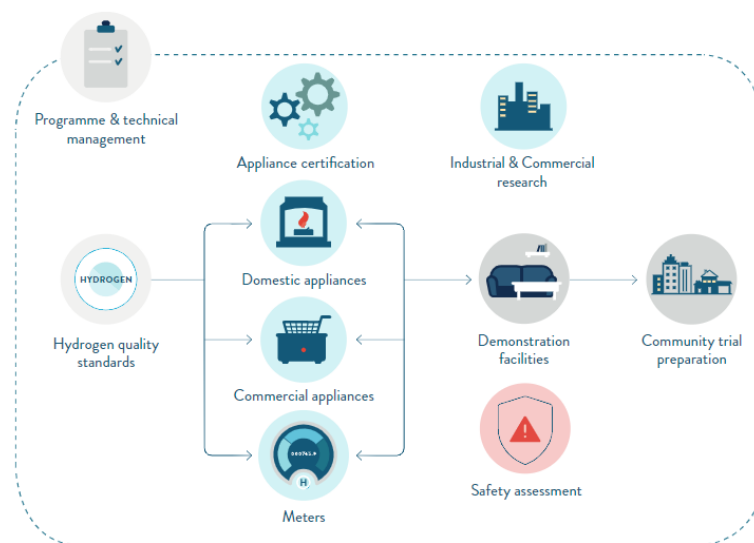 Programme & technical
management
Appliance certification
Industrial & Commercial
research
HYDROGEN
Hydrogen quality
standards
Domestic appliances
Commercial appliances
H
Meters
Demonstration
facilities
Community trial
preparation
Safety assessment